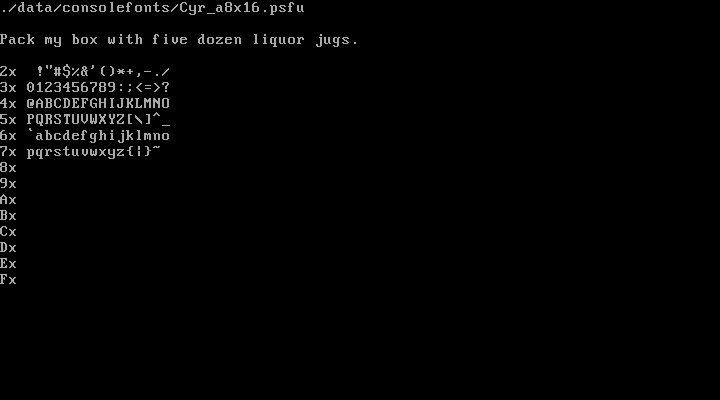 ./data/consolefonts/Cyr_a8x16.psfu
Pack my box with five dozen liquor jugs.
2x  !"#$%&'()*+,-./
3x 0123456789:;<=>?
4x @ABCDEFGHIJKLMNO
5x PQRSTUVWXYZ[\]^_
6x `abcdefghijklmno
7x pqrstuvwxyz{|}~
8x
9x
Ax
Bx
Cx
Dx
Ex
Fx